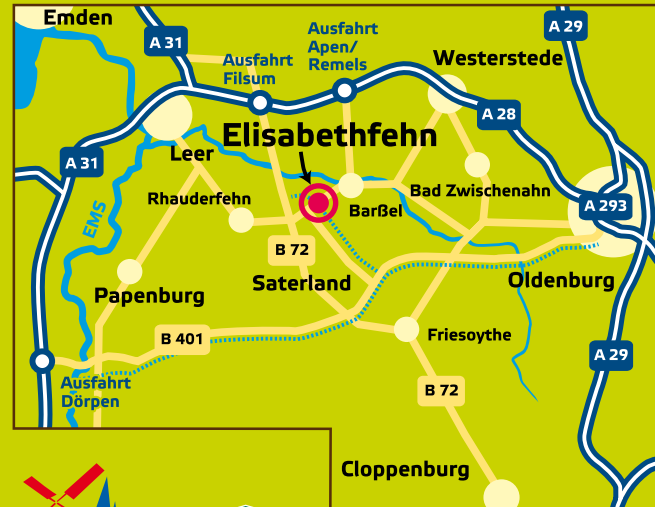 Emden
A 31
Ausfahrt
Filsum
Ausfahrt
Apen/
Remels
Westerstede
A 29
A 28
Elisabethfehn
Leer
A 31
Rhauderfehn
Barßel
Bad Zwischenahn
A 293
EMS
B 72
Saterland
Oldenburg
Papenburg
B 401
Friesoythe
A 29
Ausfahrt
Dörpen
B 72
Cloppenburg